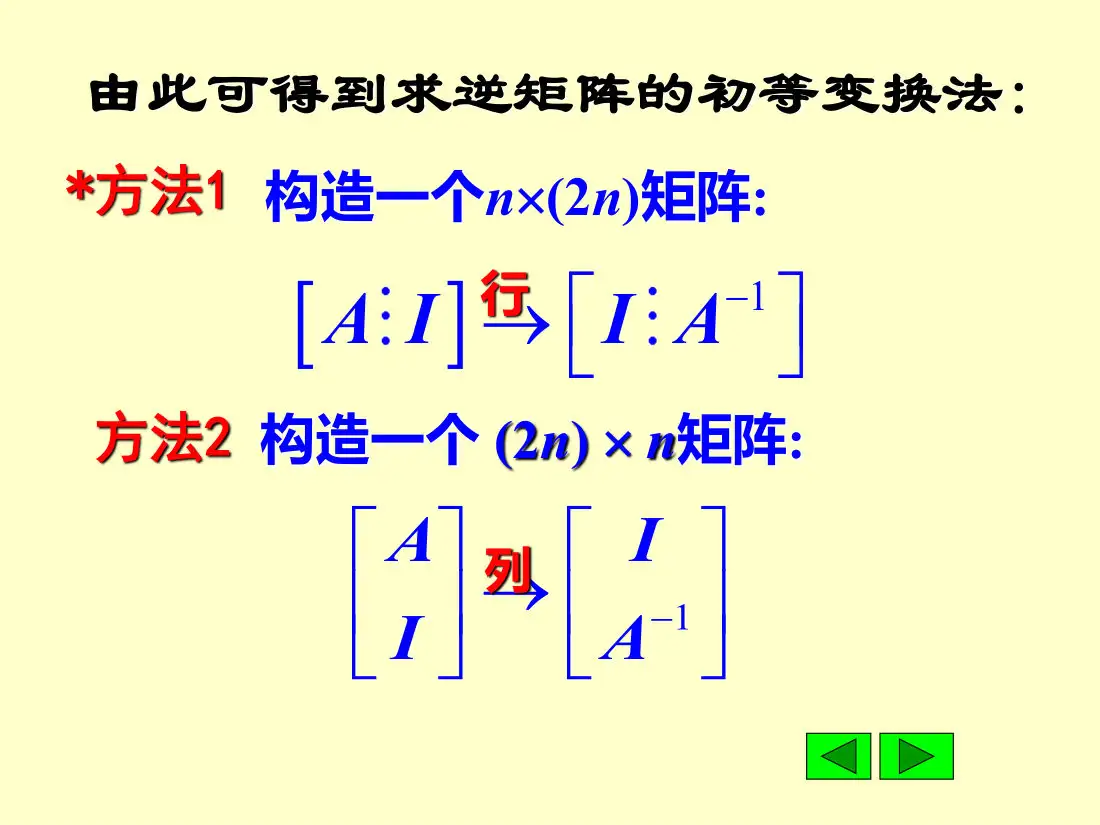 由此可得到求逆矩阵的初等变换法:
*方法1 构造一个n×(2n)矩阵:
[A⋮I] 行→ [I⋮A⁻¹]
方法2 构造一个 (2n) × n矩阵:
[A 列→ [I
I] A⁻¹]